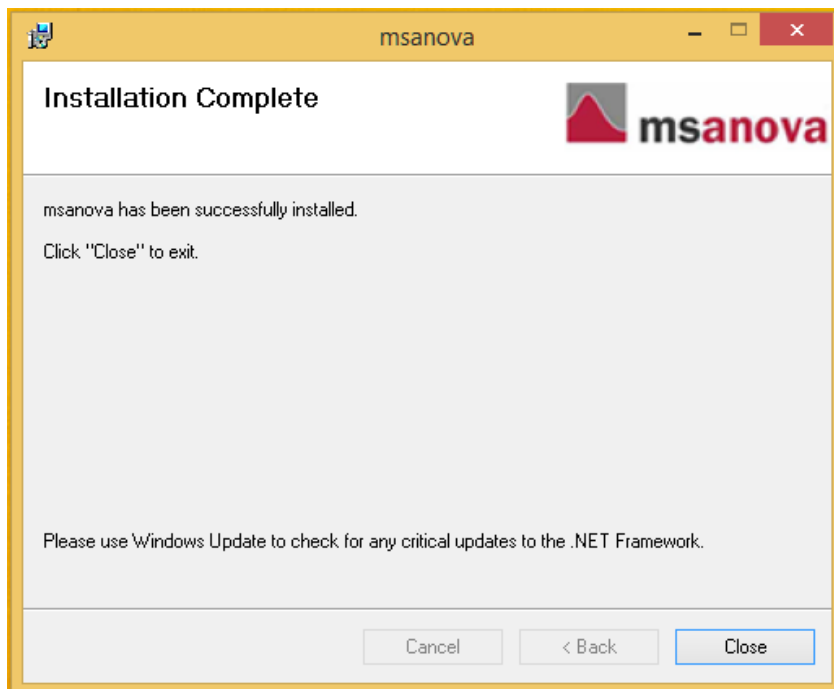 msanova
Installation Complete
msanova
msanova has been successfully installed.
Click "Close" to exit.
Please use Windows Update to check for any critical updates to the .NET Framework.
Cancel
< Back
Close